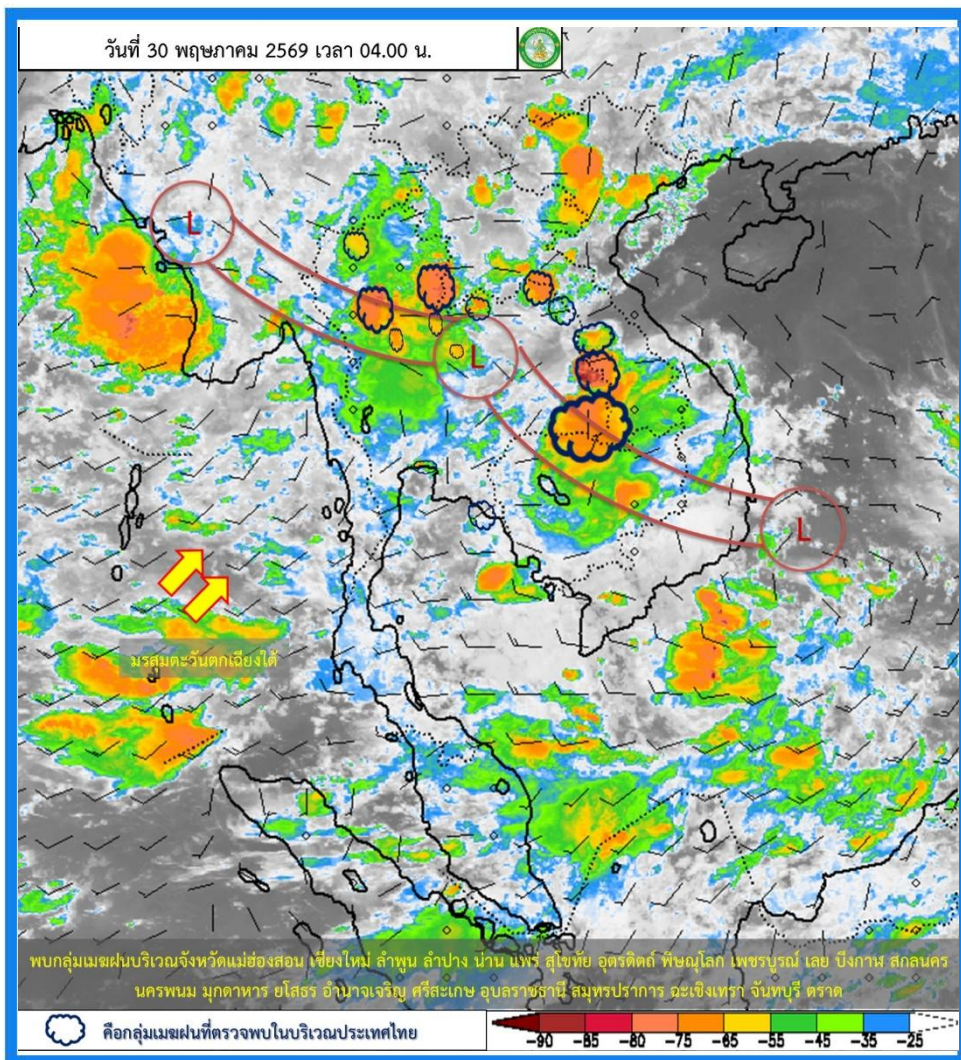 วันที่ 30 พฤษภาคม 2569 เวลา 04.00 น.
L
L
L
มรสุมตะวันตกเฉียงใต้
พบกลุ่มเมฆฝนบริเวณจังหวัดแม่ฮ่องสอน เชียงใหม่ ลำพูน ลำปาง น่าน แพร่ สุโขทัย อุตรดิตถ์ พิษณุโลก เพชรบูรณ์ เลย บึงกาฬ สกลนคร
นครพนม มุกดาหาร ยโสธร อำนาจเจริญ ศรีสะเกษ อุบลราชธานี สมุทรปราการ ฉะเชิงเทรา จันทบุรี ตราด
คือกลุ่มเมฆฝนที่ตรวจพบในบริเวณประเทศไทย
-90 -85 -80 -75 -65 -55 -45 -35 -25